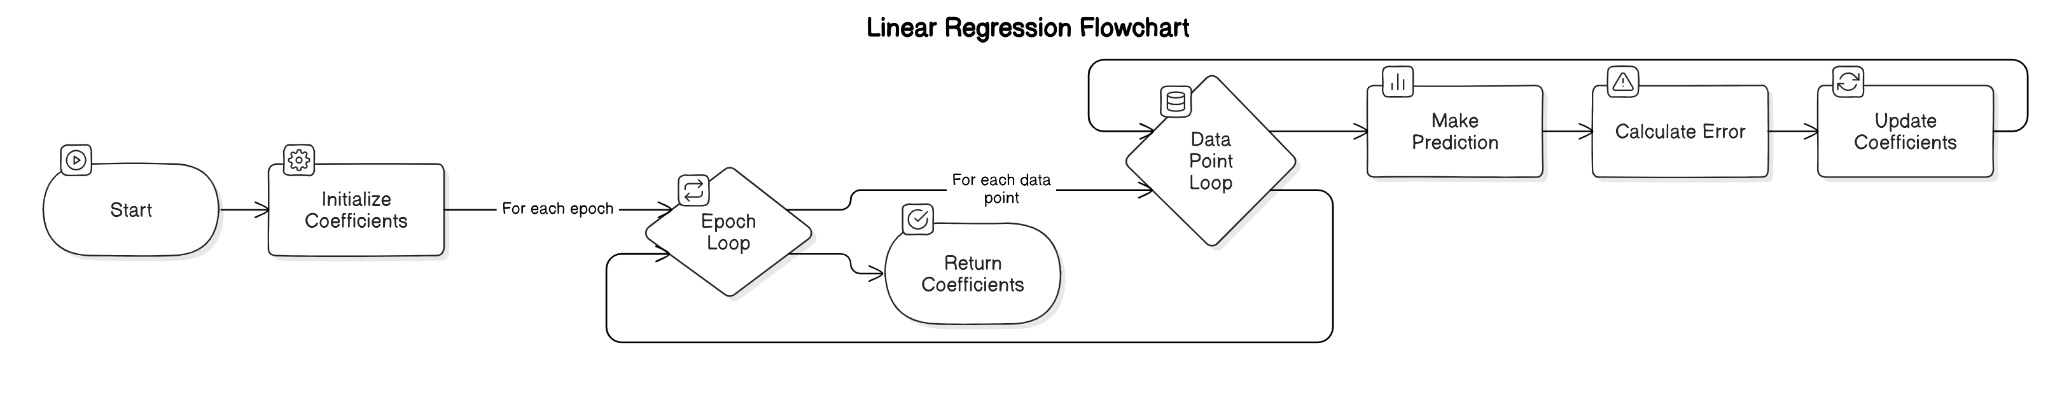 Linear Regression Flowchart
Start
Initialize
Coefficients
For each epoch
Epoch
Loop
For each data
point
Return
Coefficients
Data
Point
Loop
Make
Prediction
Calculate Error
Update
Coefficients